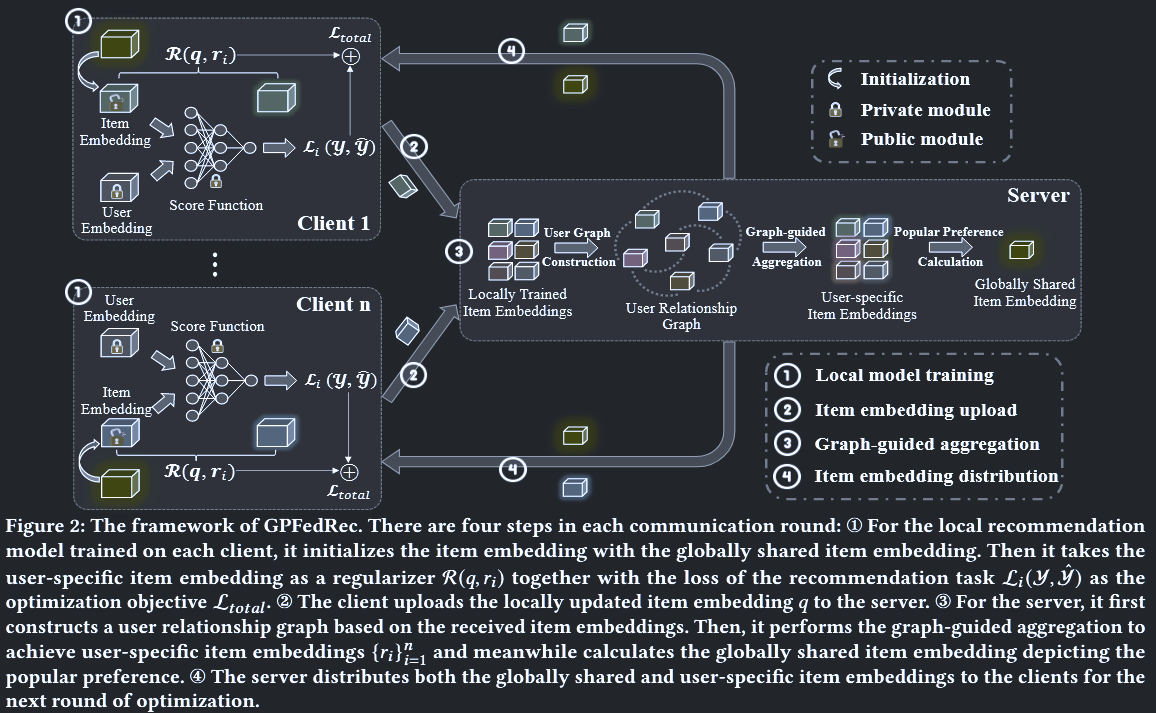 ①
ℛ(q, rᵢ)
ℒtotal
Item
Embedding
ℒᵢ (𝒴, 𝒴̂)
User
Embedding
Score Function
Client 1
②
④
Initialization
Private module
Public module
Server
③
User Graph
Construction
Graph-guided
Aggregation
Popular Preference
Calculation
Locally Trained
Item Embeddings
User Relationship
Graph
User-specific
Item Embeddings
Globally Shared
Item Embedding
①
Client n
User
Embedding
Score Function
ℒᵢ (𝒴, 𝒴̂)
Item
Embedding
ℛ(q, rᵢ)
ℒtotal
②
④
① Local model training
② Item embedding upload
③ Graph-guided aggregation
④ Item embedding distribution
Figure 2: The framework of GPFedRec. There are four steps in each communication round: ① For the local recommendation
model trained on each client, it initializes the item embedding with the globally shared item embedding. Then it takes the
user-specific item embedding as a regularizer ℛ(q, rᵢ) together with the loss of the recommendation task ℒᵢ(𝒴, 𝒴̂) as the
optimization objective ℒtotal. ② The client uploads the locally updated item embedding q to the server. ③ For the server, it first
constructs a user relationship graph based on the received item embeddings. Then, it performs the graph-guided aggregation to
achieve user-specific item embeddings {rᵢ}ⁿᵢ₌₁ and meanwhile calculates the globally shared item embedding depicting the
popular preference. ④ The server distributes both the globally shared and user-specific item embeddings to the clients for the
next round of optimization.